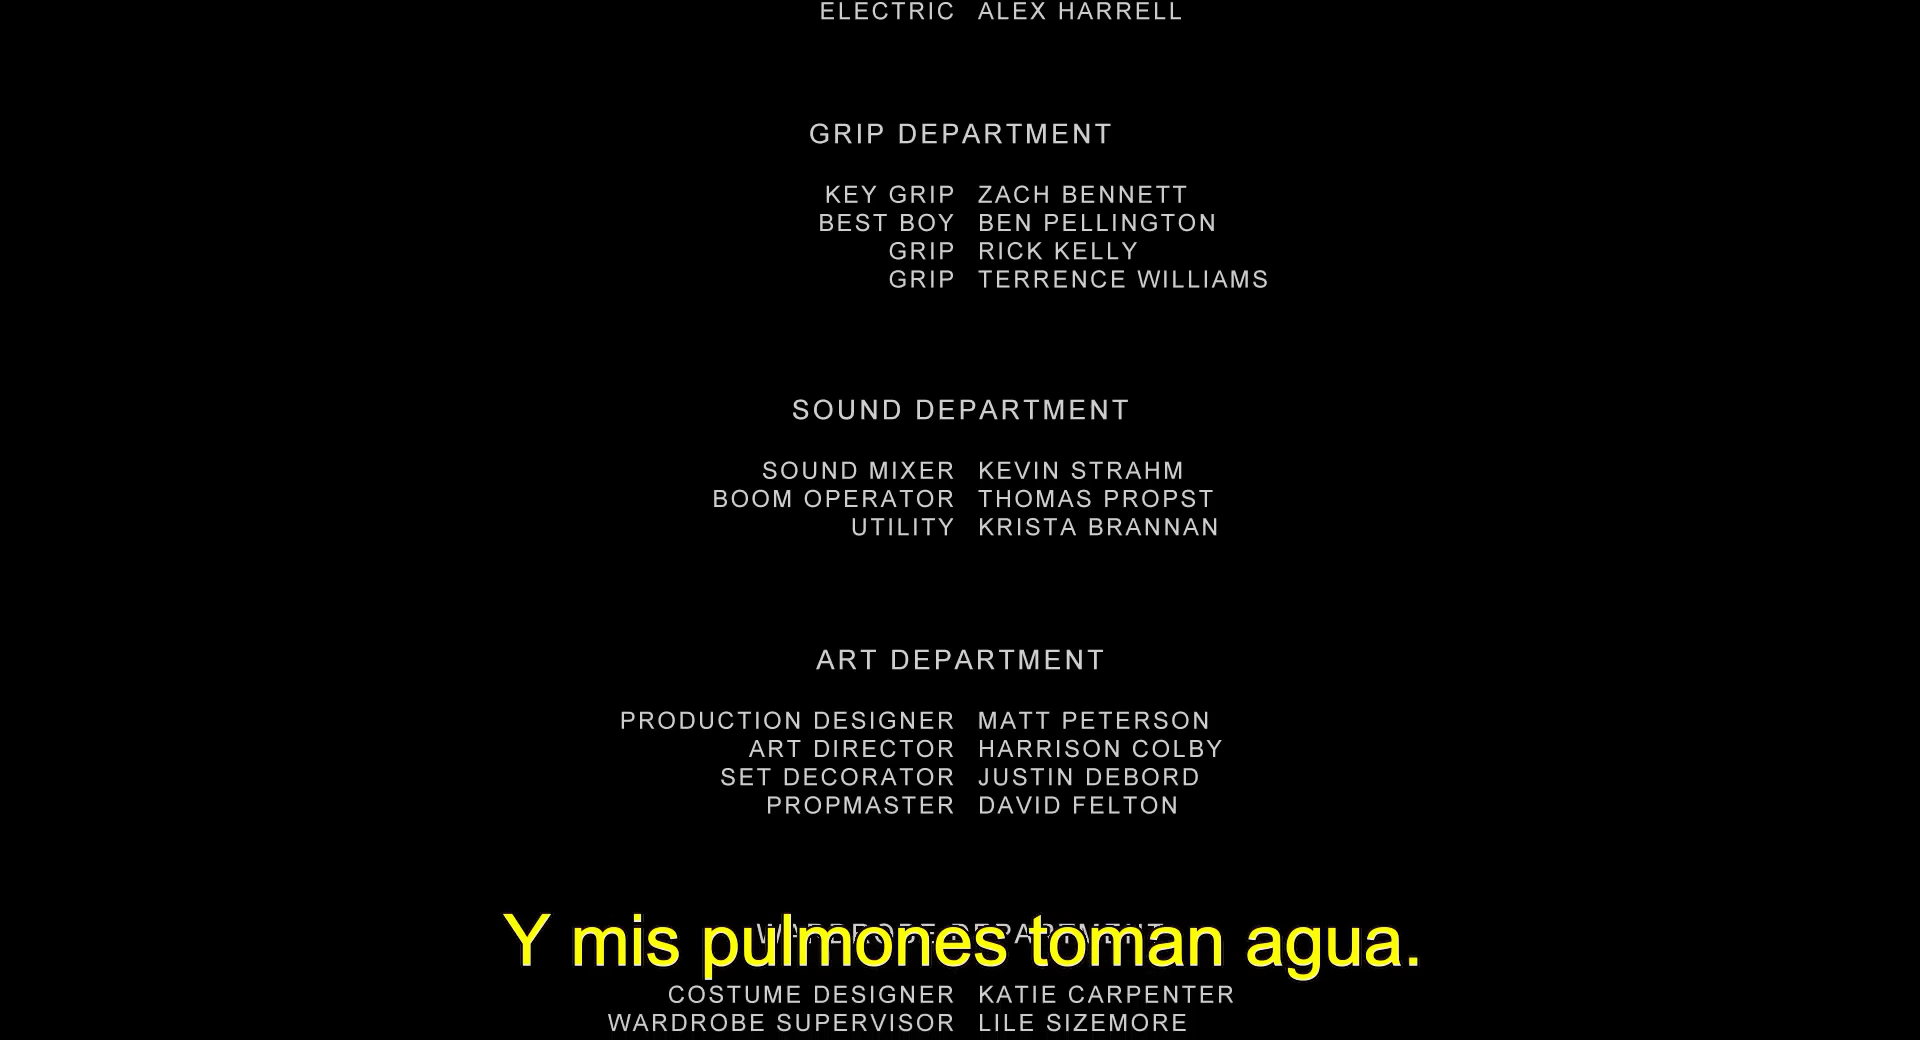 ELECTRIC ALEX HARRELL
GRIP DEPARTMENT
KEY GRIP ZACH BENNETT
BEST BOY BEN PELLINGTON
GRIP RICK KELLY
GRIP TERRENCE WILLIAMS
SOUND DEPARTMENT
SOUND MIXER KEVIN STRAHM
BOOM OPERATOR THOMAS PROPST
UTILITY KRISTA BRANNAN
ART DEPARTMENT
PRODUCTION DESIGNER MATT PETERSON
ART DIRECTOR HARRISON COLBY
SET DECORATOR JUSTIN DEBORD
PROPMASTER DAVID FELTON
WARDROBE DEPARTMENT
Y mis pulmones toman agua.
COSTUME DESIGNER KATIE CARPENTER
WARDROBE SUPERVISOR LILE SIZEMORE